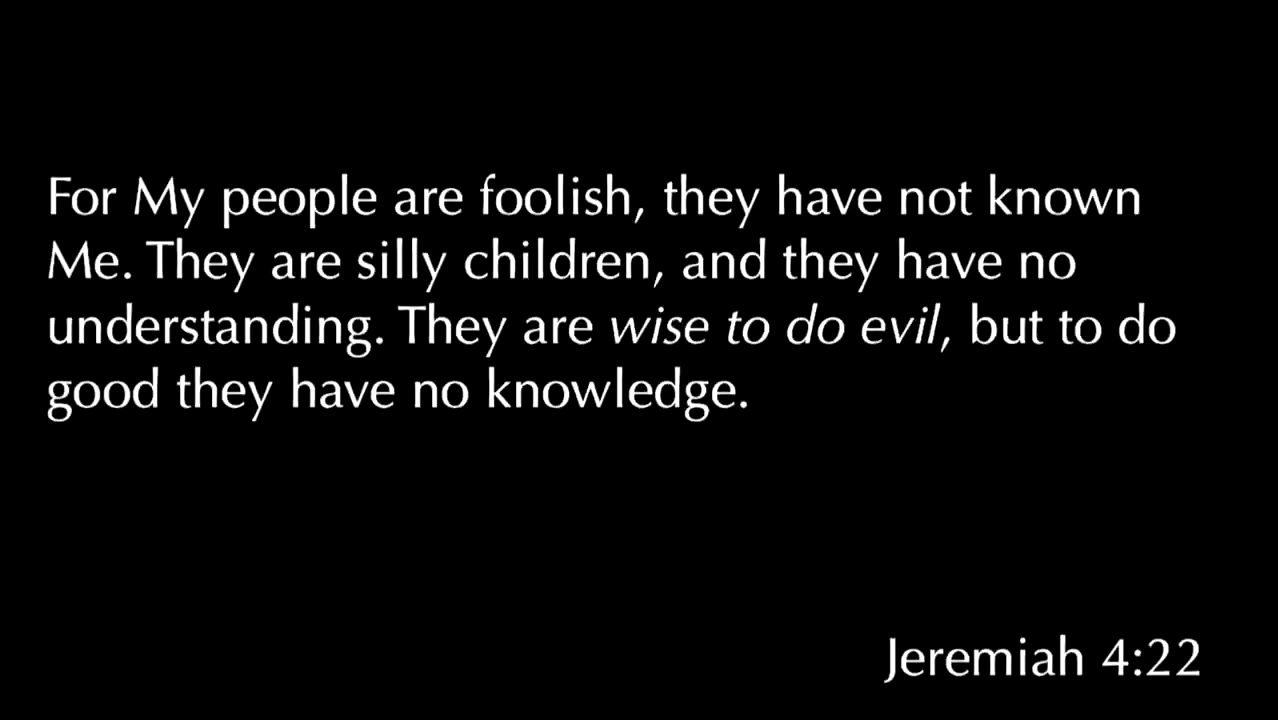 For My people are foolish, they have not known
Me. They are silly children, and they have no
understanding. They are wise to do evil, but to do
good they have no knowledge.
Jeremiah 4:22